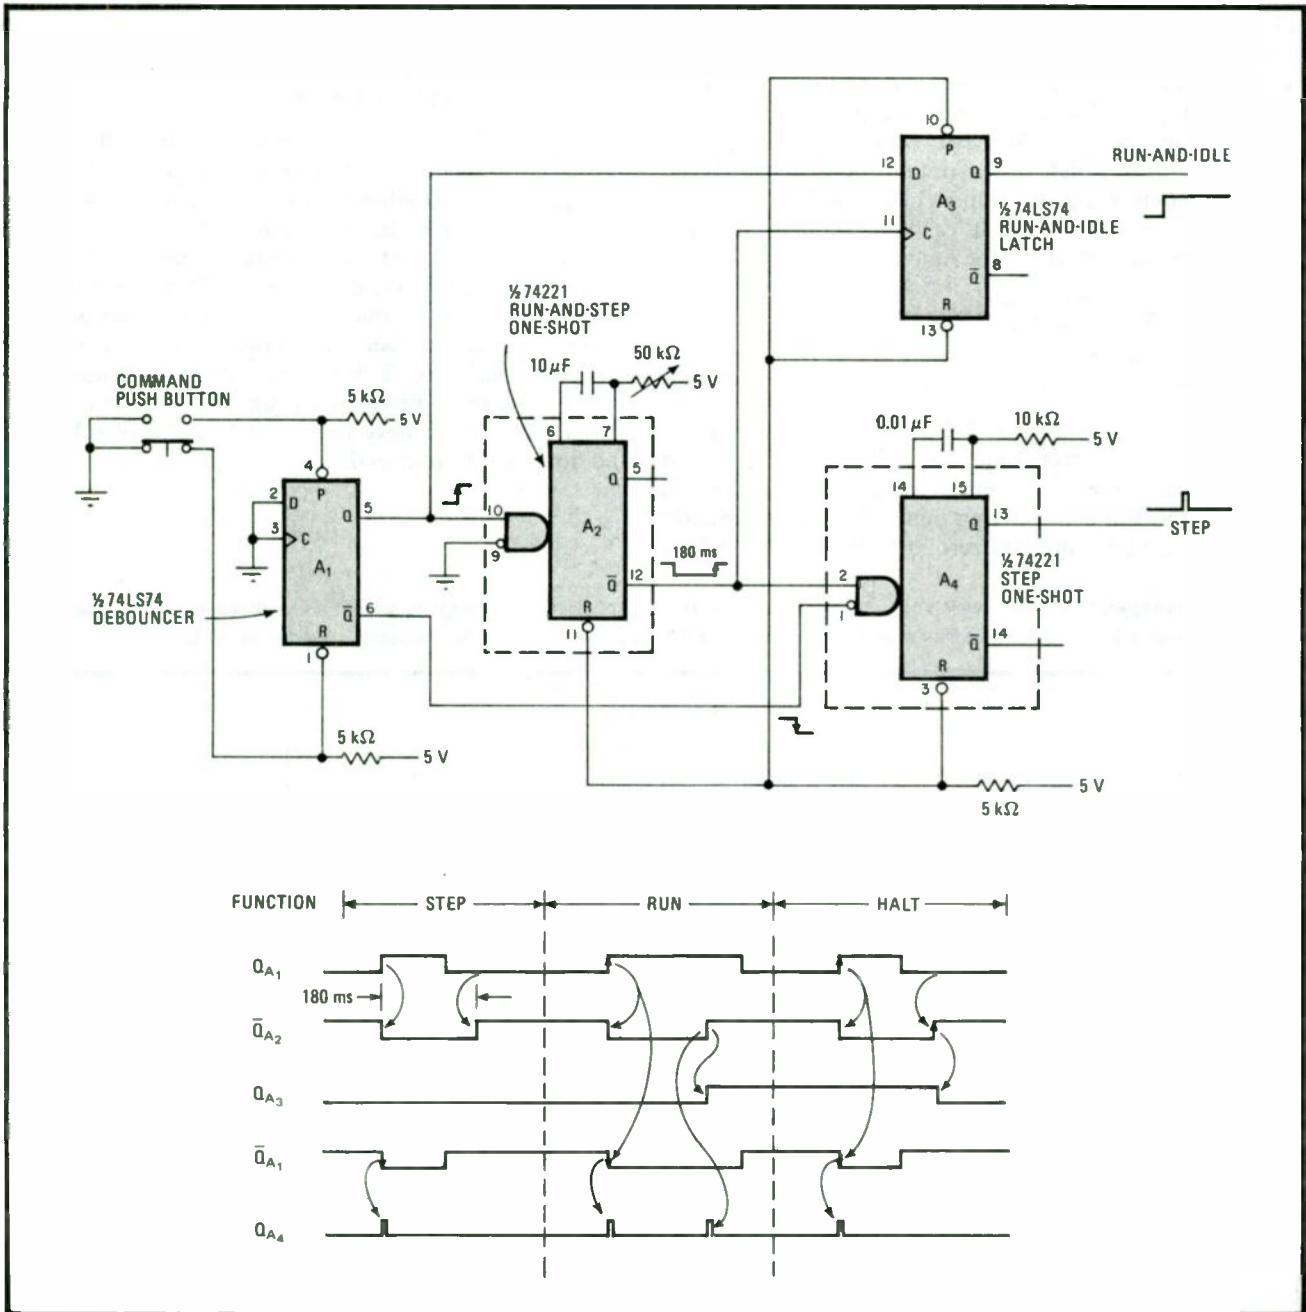 RUN-AND-IDLE
10
P
12
D
Q
9
A3
½ 74LS74
RUN-AND-IDLE
LATCH
11
C
8
Q̅
R
13
½ 74221
RUN-AND-STEP
ONE-SHOT
10 µF
50 kΩ
5 V
6
7
Q
5
A2
10
9
Q̅
12
180 ms
R
11
COMMAND
PUSH BUTTON
5 kΩ
5 V
4
P
2
D
Q
5
3
C
A1
½ 74LS74
DEBOUNCER
Q̅
6
R
1
5 kΩ
5 V
0.01 µF
10 kΩ
5 V
14
15
Q
13
STEP
2
A4
½ 74221
STEP
ONE-SHOT
1
Q̅
14
R
3
5 V
5 kΩ
FUNCTION
STEP
RUN
HALT
QA1
180 ms
Q̅A2
QA3
Q̅A1
QA4